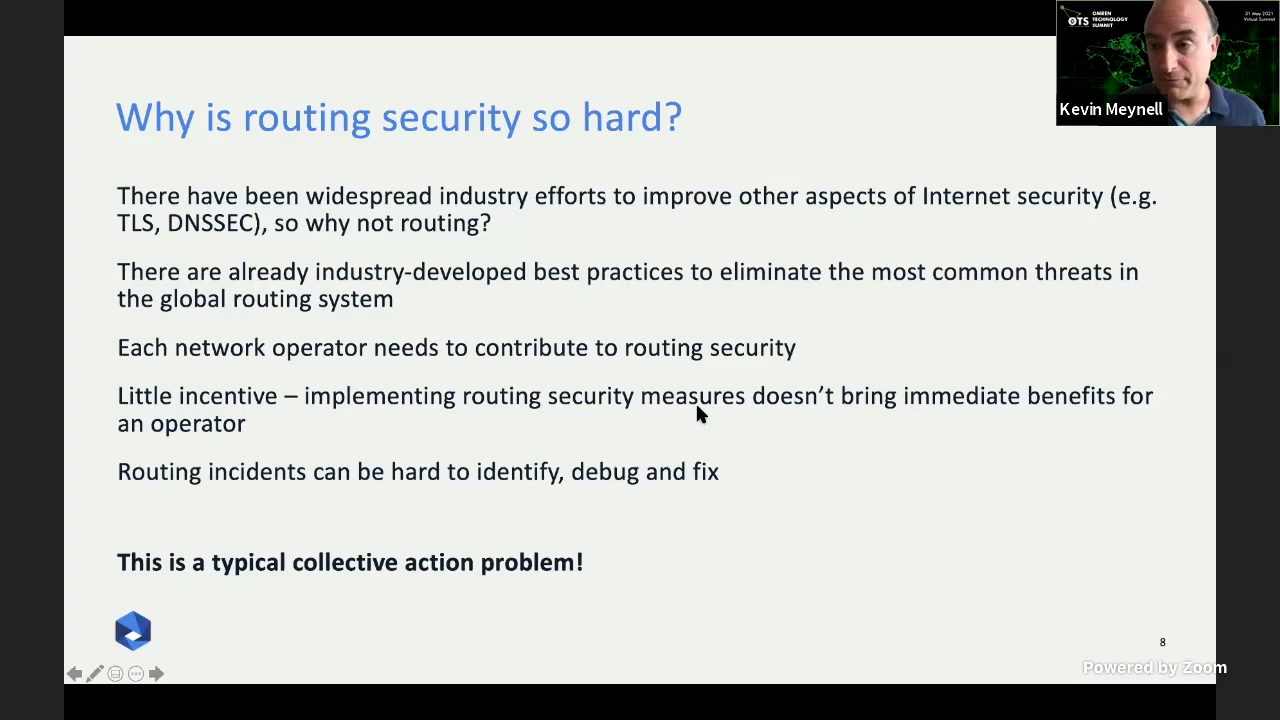 OTS OMREN
TECHNOLOGY
SUMMIT
31 May 2021
Virtual Summit
Kevin Meynell
Why is routing security so hard?
There have been widespread industry efforts to improve other aspects of Internet security (e.g.
TLS, DNSSEC), so why not routing?
There are already industry-developed best practices to eliminate the most common threats in
the global routing system
Each network operator needs to contribute to routing security
Little incentive – implementing routing security measures doesn’t bring immediate benefits for
an operator
Routing incidents can be hard to identify, debug and fix
This is a typical collective action problem!
8
Powered by Zoom